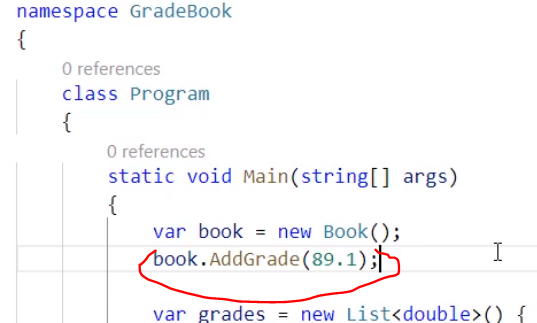 namespace GradeBook
{
0 references
class Program
{
0 references
static void Main(string[] args)
{
var book = new Book();
book.AddGrade(89.1);
var grades = new List<double>() {